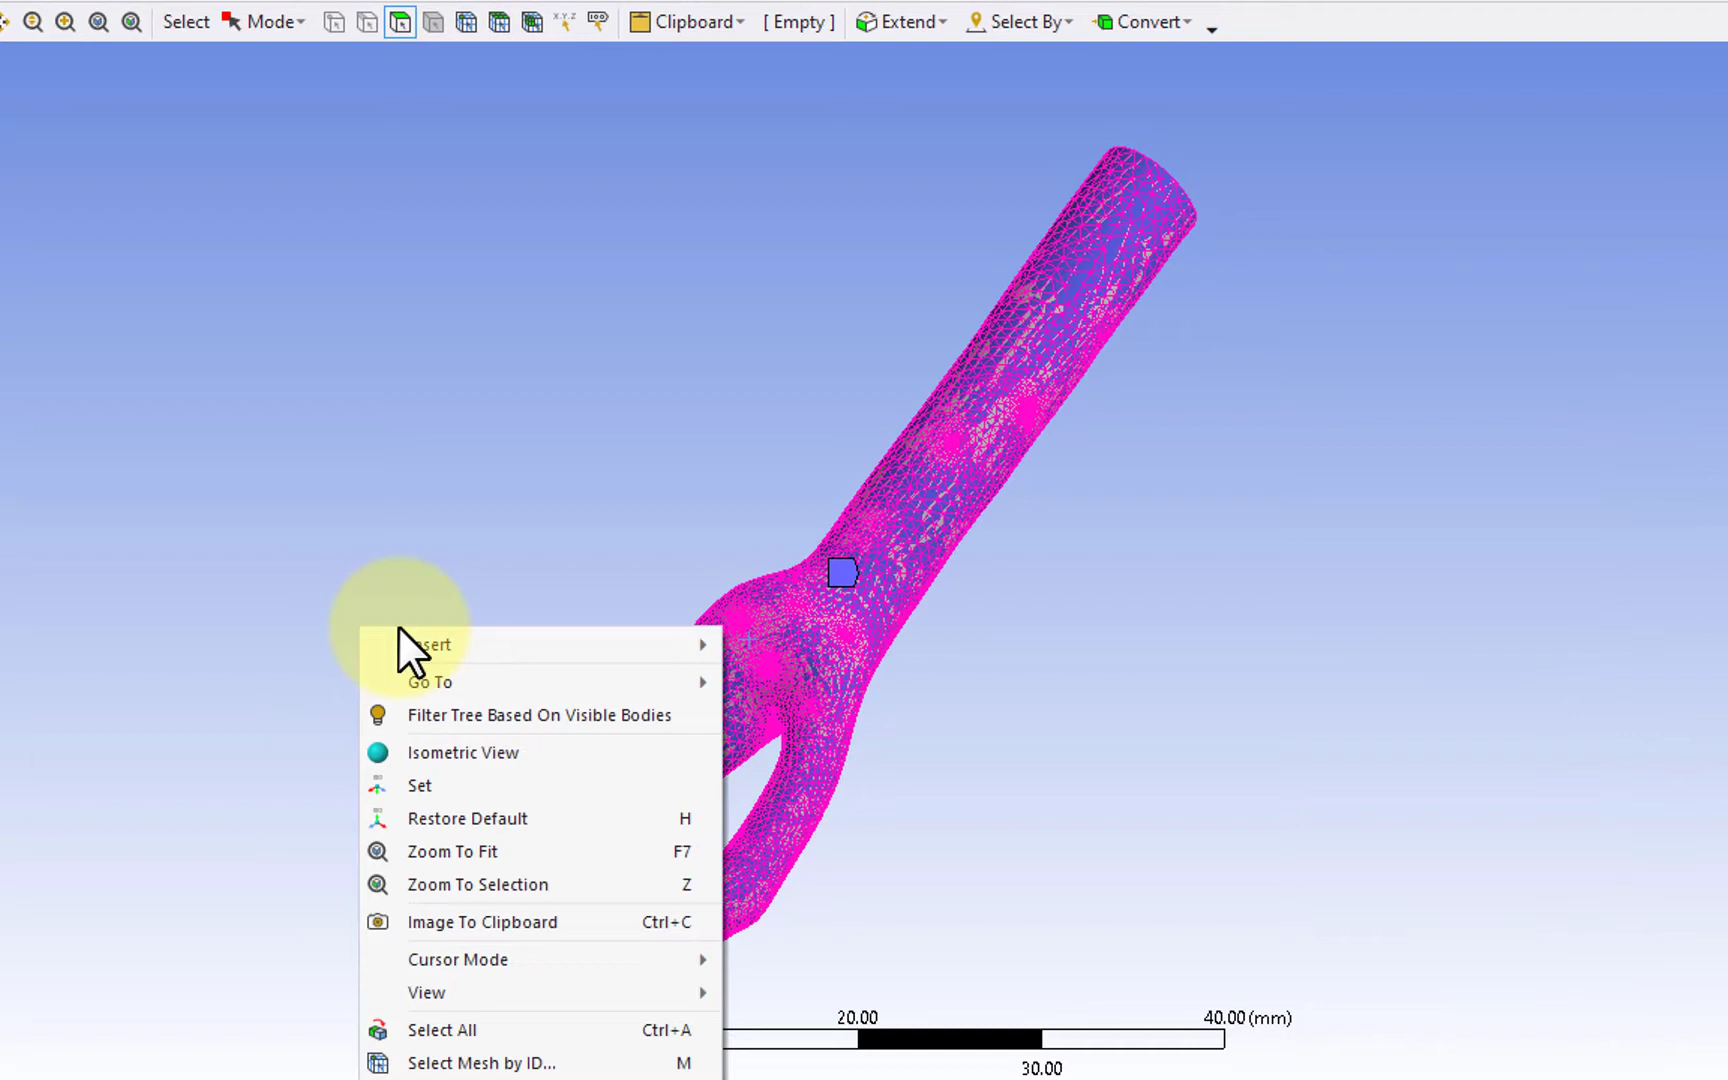 Select Mode Clipboard [ Empty ] Extend Select By Convert
Insert
Go To
Filter Tree Based On Visible Bodies
Isometric View
Set
Restore Default H
Zoom To Fit F7
Zoom To Selection Z
Image To Clipboard Ctrl+C
Cursor Mode
View
Select All Ctrl+A
Select Mesh by ID... M
20.00 40.00 (mm)
30.00